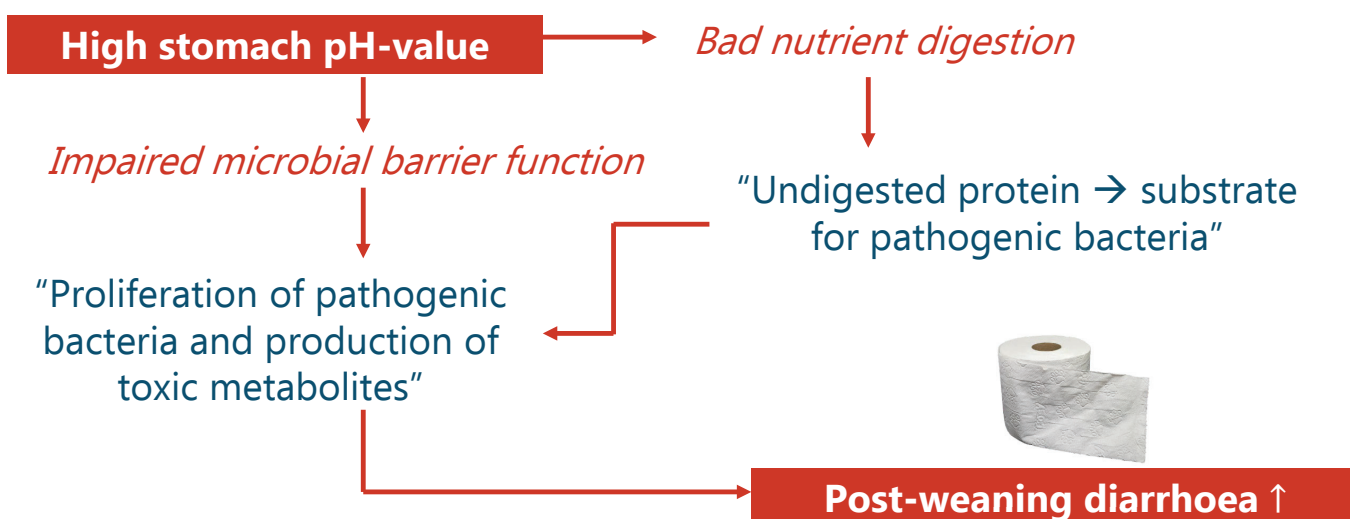 High stomach pH-value
Bad nutrient digestion
Impaired microbial barrier function
“Undigested protein → substrate
for pathogenic bacteria”
“Proliferation of pathogenic
bacteria and production of
toxic metabolites”
Post-weaning diarrhoea ↑